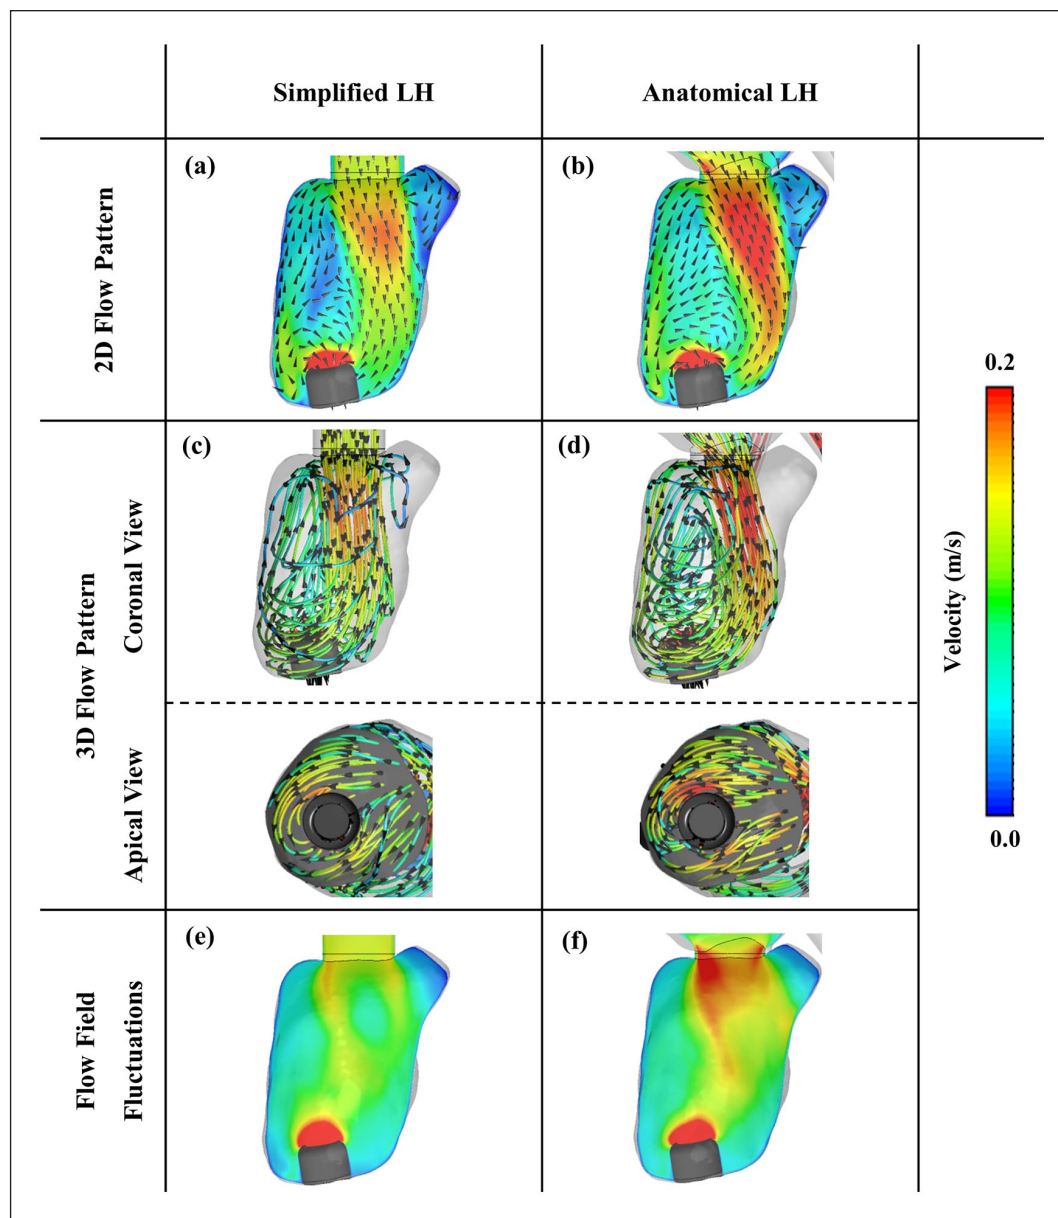 Simplified LH
Anatomical LH
2D Flow Pattern
(a)
(b)
3D Flow Pattern
Coronal View
(c)
(d)
Apical View
Flow Field
Fluctuations
(e)
(f)
0.2
Velocity (m/s)
0.0